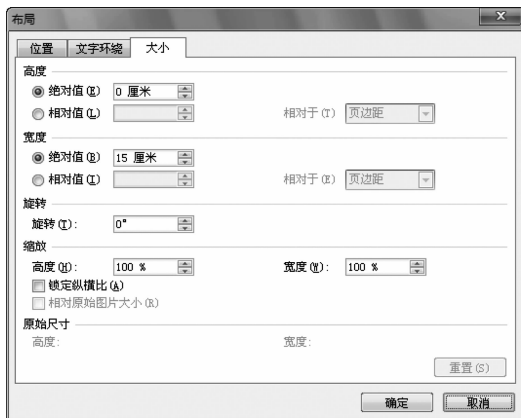 布局
位置 文字环绕 大小
高度
绝对值(E) 0 厘米
相对值(L) 相对于(T) 页边距
宽度
绝对值(B) 15 厘米
相对值(I) 相对于(E) 页边距
旋转
旋转(T): 0°
缩放
高度(H): 100 % 宽度(W): 100 %
锁定纵横比(A)
相对原始图片大小(R)
原始尺寸
高度: 宽度:
重置(S)
确定 取消